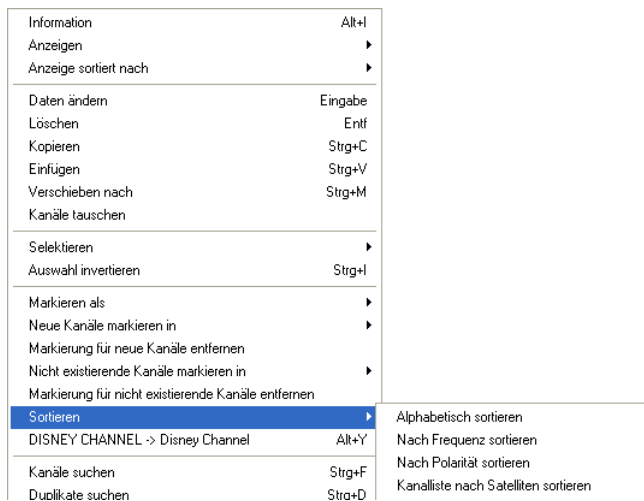 Information Alt+I
Anzeigen
Anzeige sortiert nach
Daten ändern Eingabe
Löschen Entf
Kopieren Strg+C
Einfügen Strg+V
Verschieben nach Strg+M
Kanäle tauschen
Selektieren
Auswahl invertieren Strg+I
Markieren als
Neue Kanäle markieren in
Markierung für neue Kanäle entfernen
Nicht existierende Kanäle markieren in
Markierung für nicht existierende Kanäle entfernen
Sortieren
DISNEY CHANNEL -> Disney Channel Alt+Y
Kanäle suchen Strg+F
Duplikate suchen Strg+D
Alphabetisch sortieren
Nach Frequenz sortieren
Nach Polarität sortieren
Kanalliste nach Satelliten sortieren